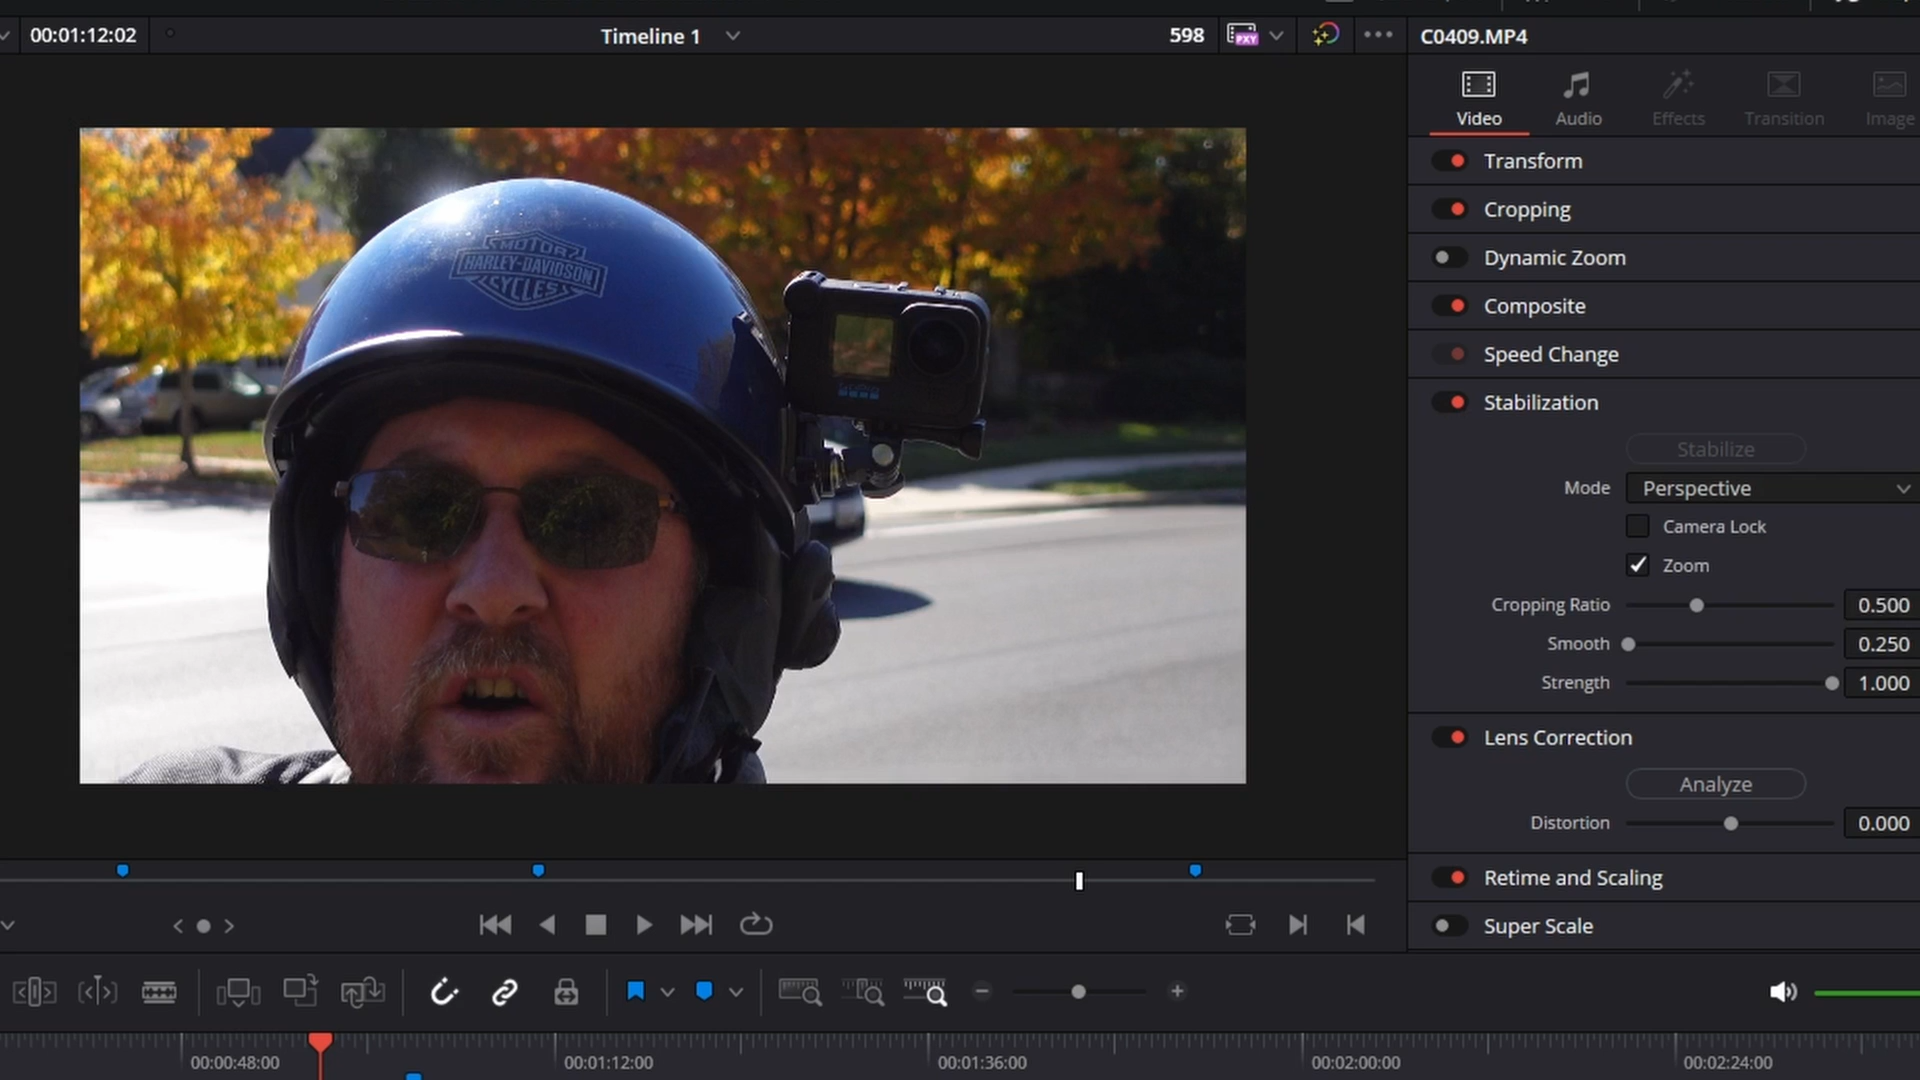 00:01:12:02
Timeline 1
598
PXY
C0409.MP4
Video
Audio
Effects
Transition
Image
Transform
Cropping
Dynamic Zoom
Composite
Speed Change
Stabilization
Stabilize
Mode
Perspective
Camera Lock
Zoom
Cropping Ratio
0.500
Smooth
0.250
Strength
1.000
Lens Correction
Analyze
Distortion
0.000
Retime and Scaling
Super Scale
MOTOR
HARLEY-DAVIDSON
CYCLES
00:00:48:00
00:01:12:00
00:01:36:00
00:02:00:00
00:02:24:00